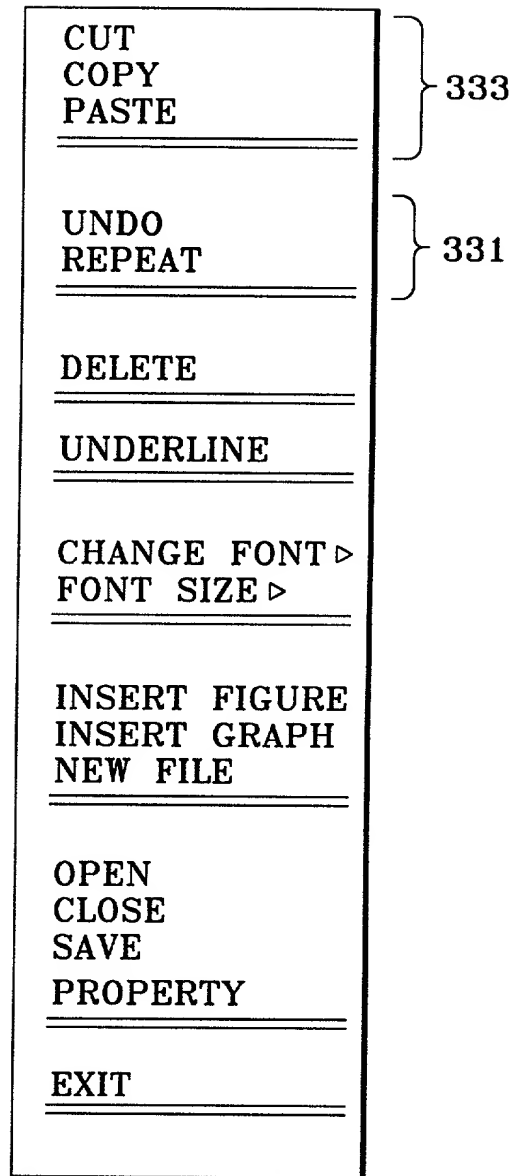 CUT
COPY
PASTE
333
UNDO
REPEAT
331
DELETE
UNDERLINE
CHANGE FONT ▷
FONT SIZE ▷
INSERT FIGURE
INSERT GRAPH
NEW FILE
OPEN
CLOSE
SAVE
PROPERTY
EXIT